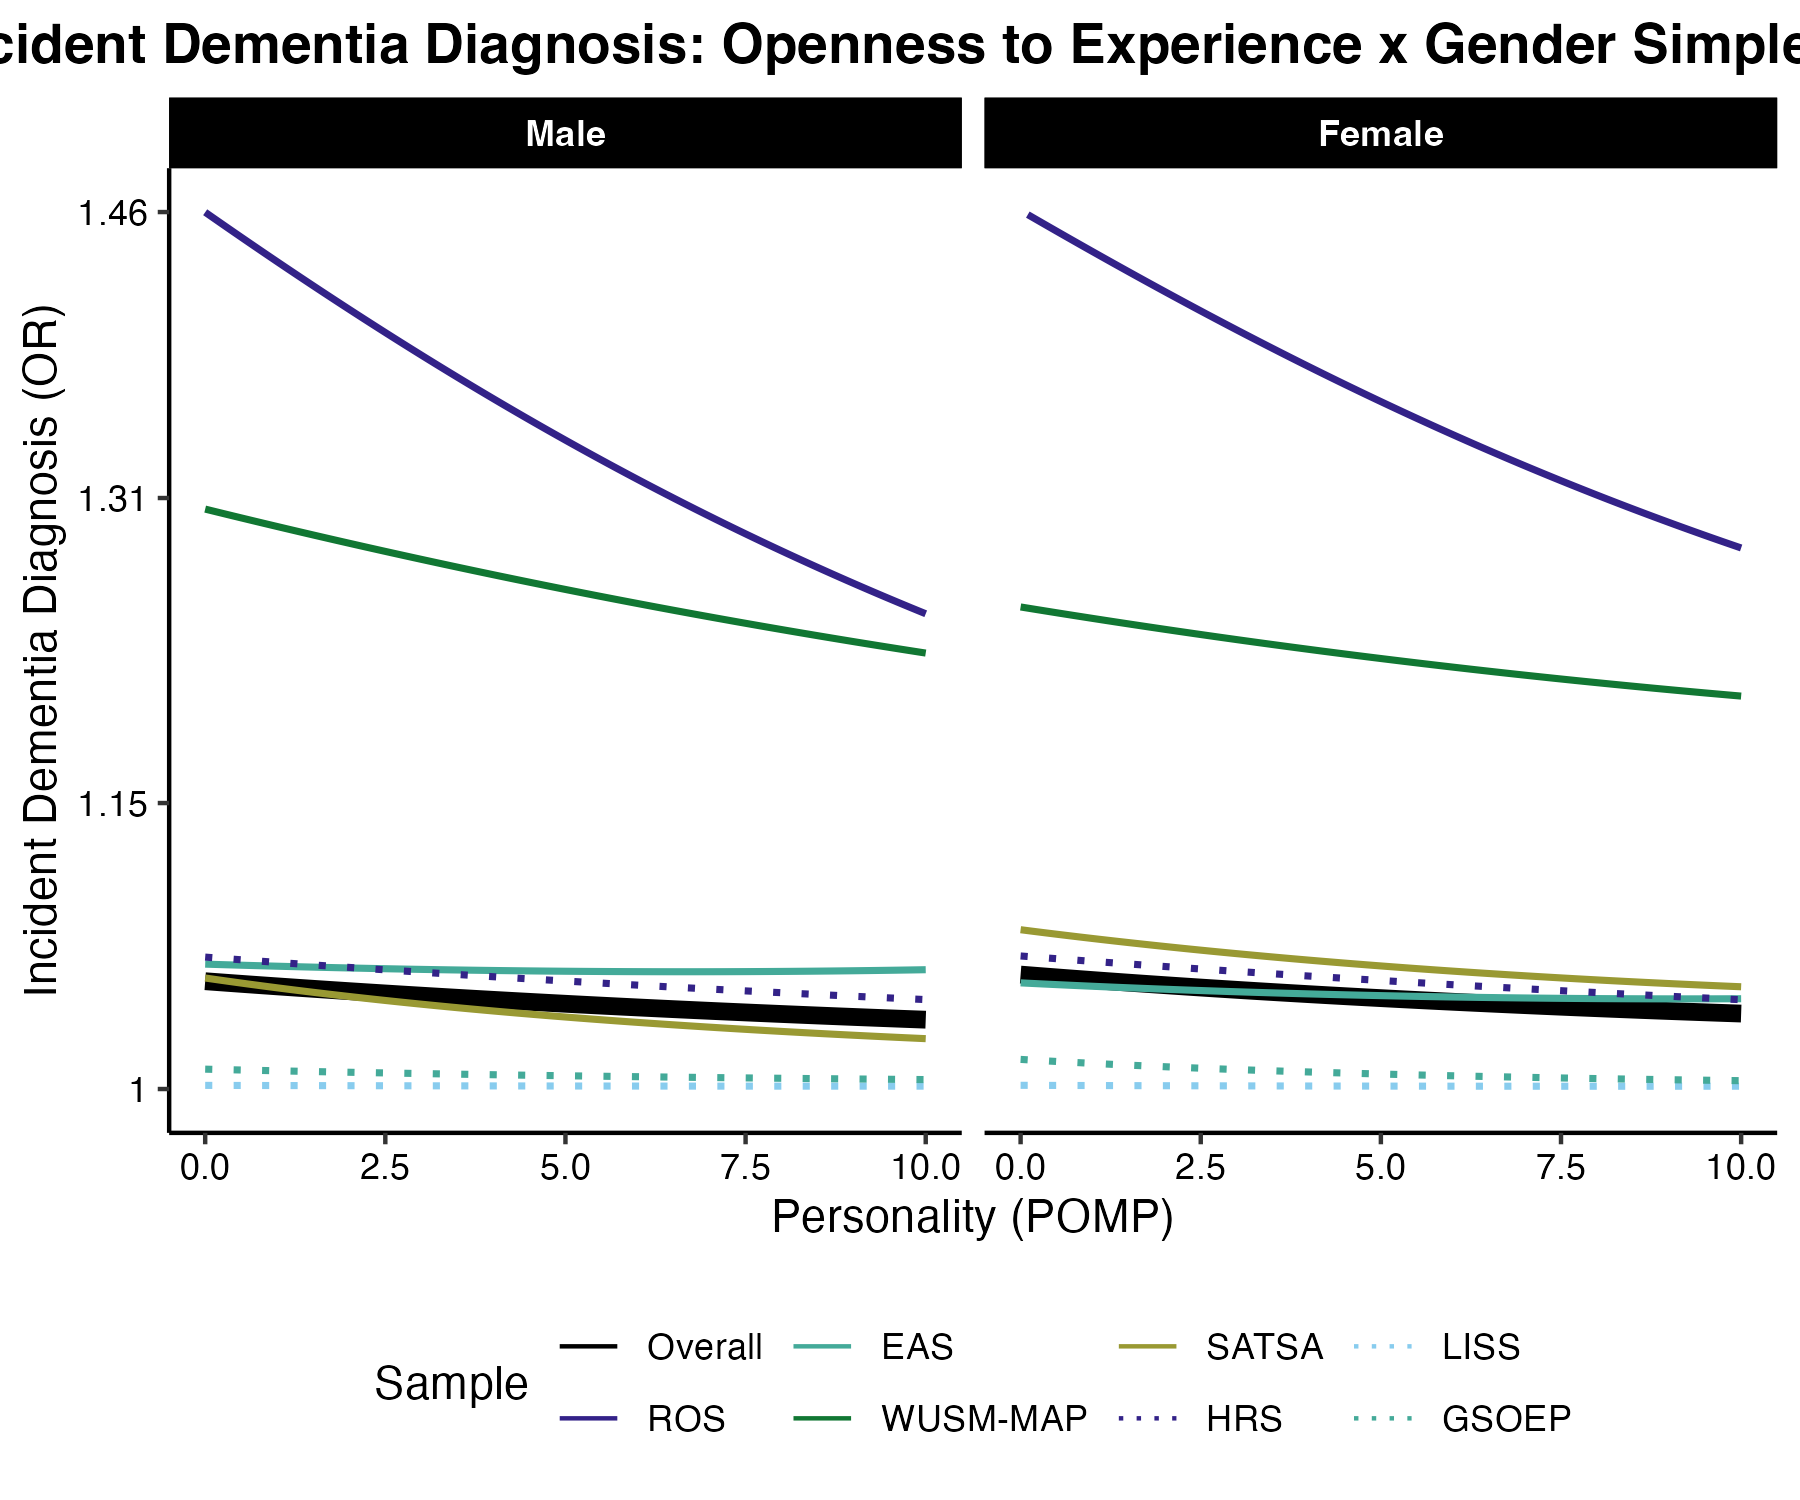 cident Dementia Diagnosis: Openness to Experience x Gender Simple
Male
Female
Incident Dementia Diagnosis (OR)
1.46
1.31
1.15
1
0.0 2.5 5.0 7.5 10.0
0.0 2.5 5.0 7.5 10.0
Personality (POMP)
Sample
Overall EAS SATSA LISS
ROS WUSM-MAP HRS GSOEP